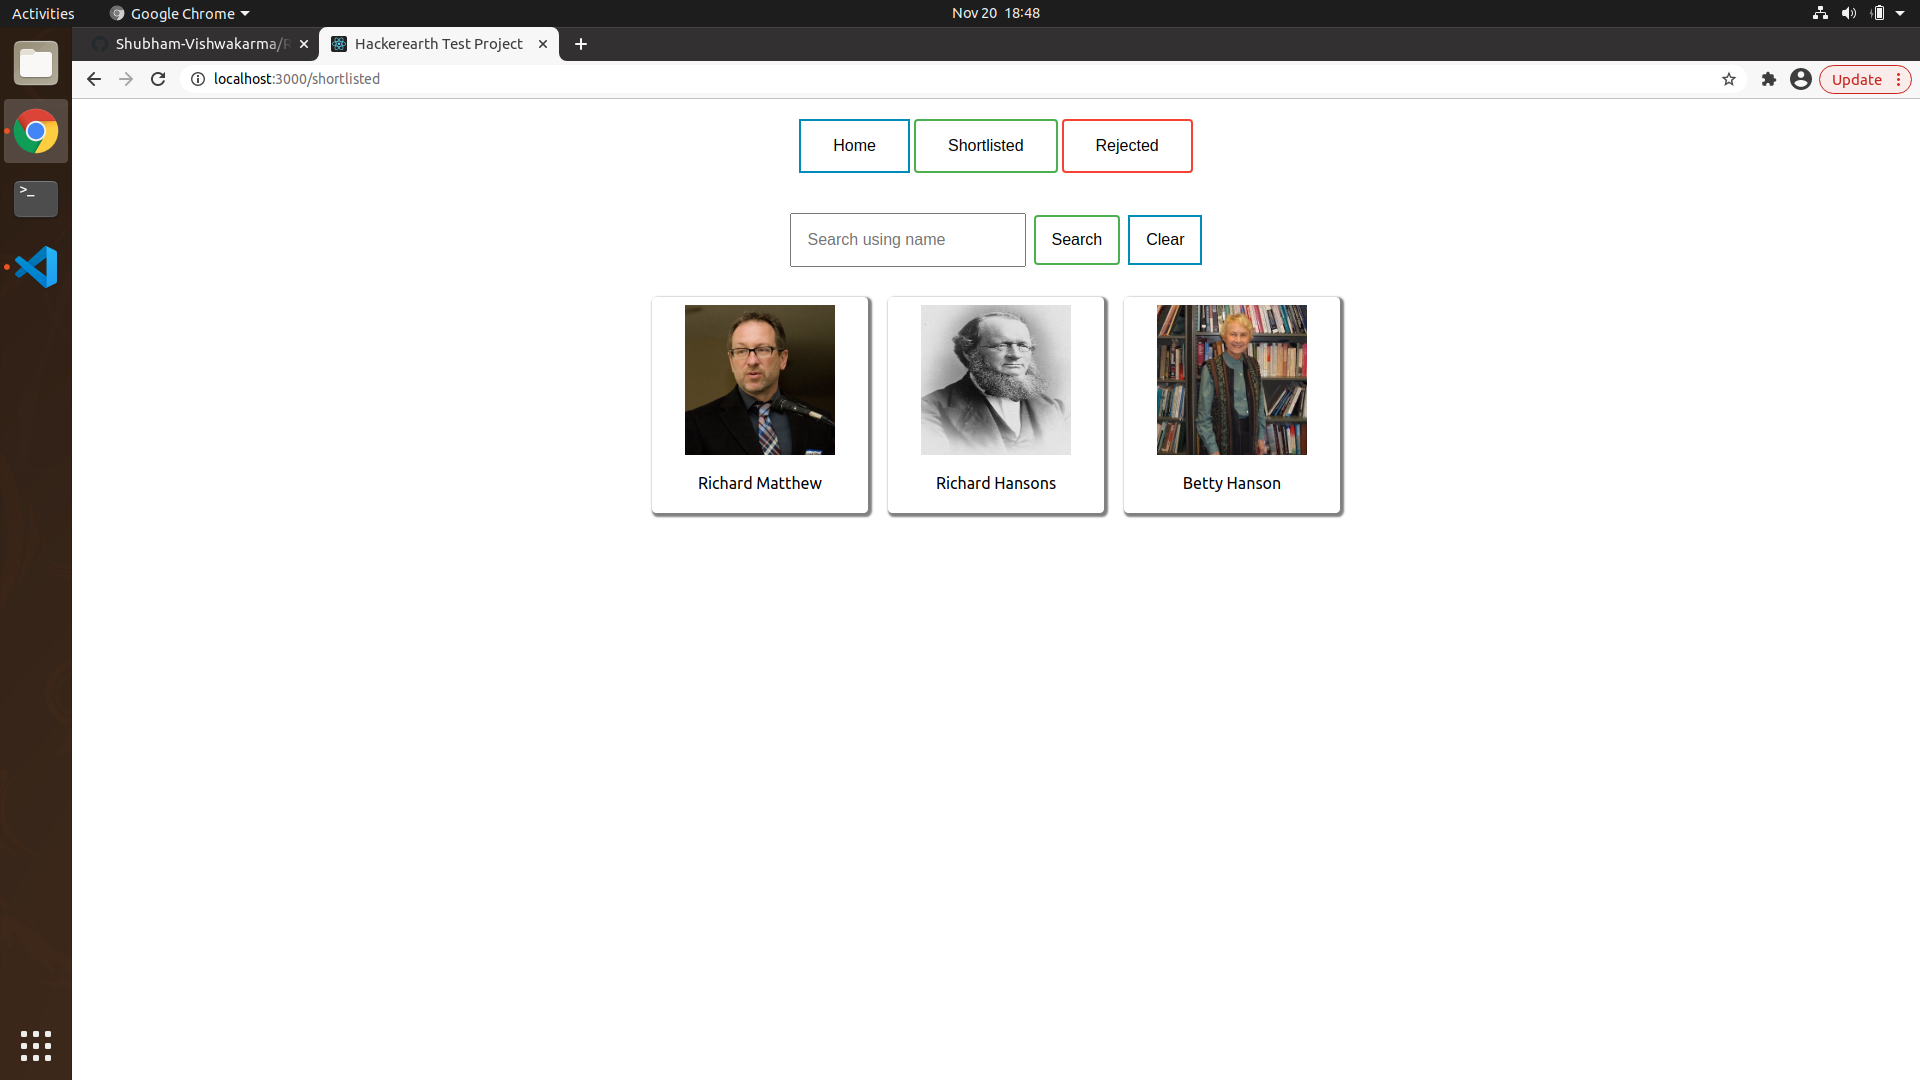 Activities Google Chrome Nov 20 18:48
Shubham-Vishwakarma/R Hackerearth Test Project
localhost:3000/shortlisted Update
Home Shortlisted Rejected
Search using name Search Clear
Richard Matthew Richard Hansons Betty Hanson